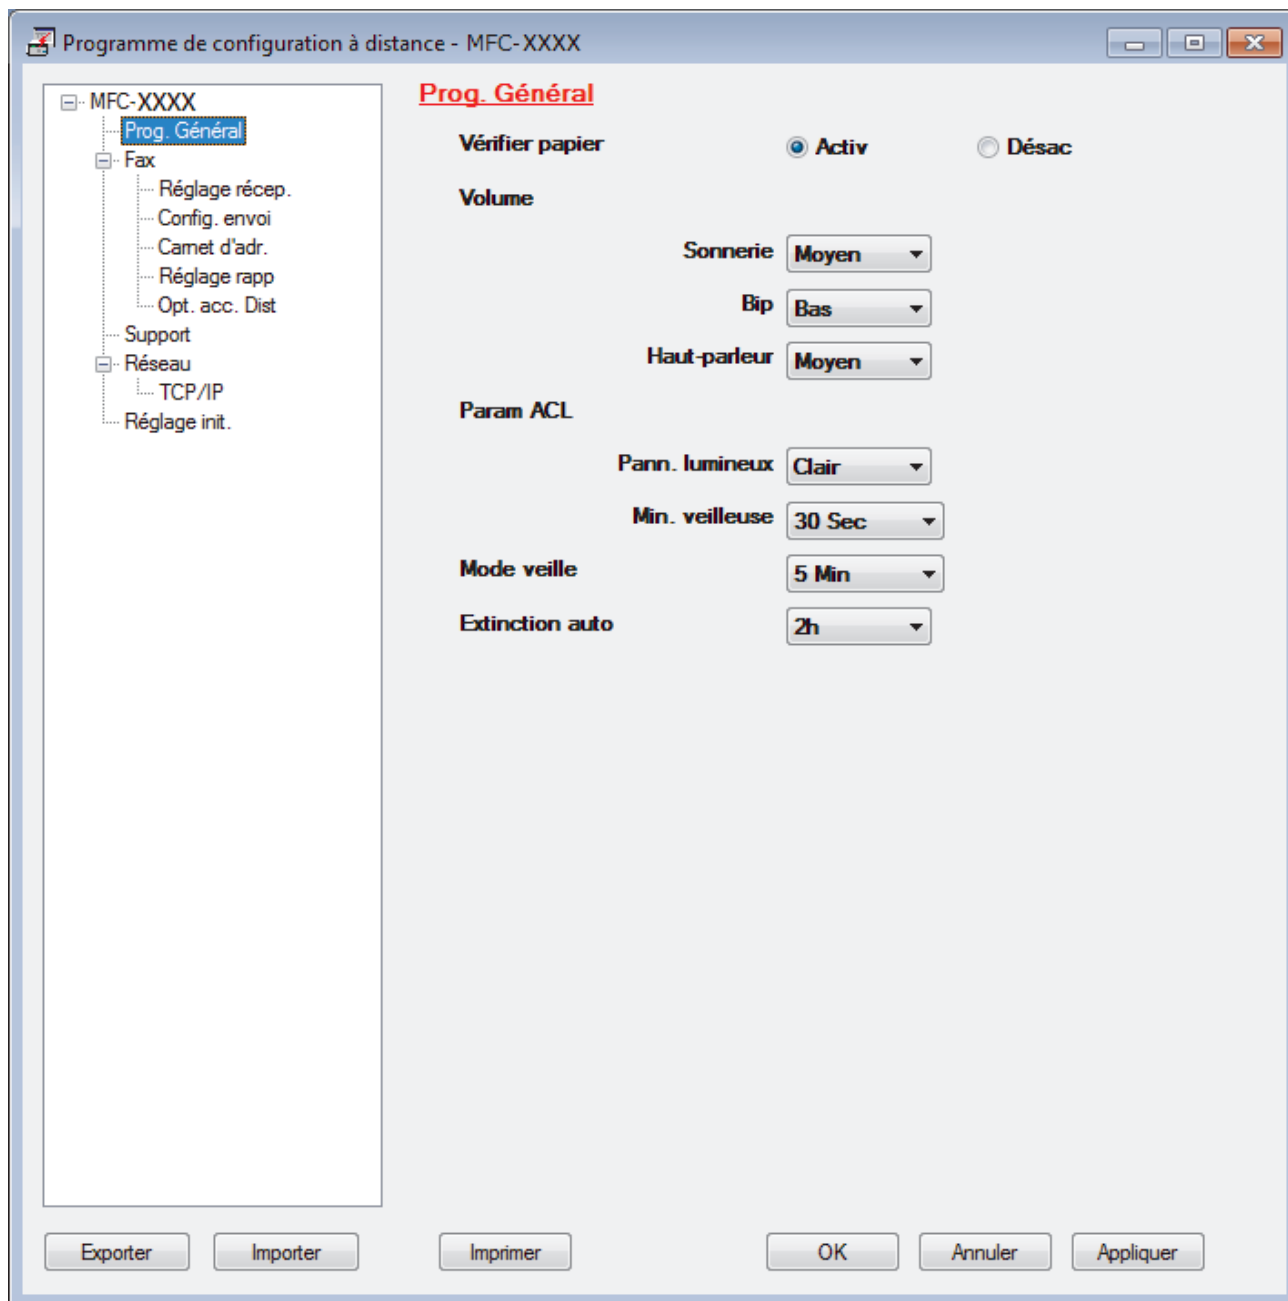 Programme de configuration à distance - MFC-XXXX
MFC-XXXX
Prog. Général
Fax
Réglage récep.
Config. envoi
Carnet d'adr.
Réglage rapp
Opt. acc. Dist
Support
Réseau
TCP/IP
Réglage init.
Prog. Général
Vérifier papier Activ Désac
Volume
Sonnerie Moyen
Bip Bas
Haut-parleur Moyen
Param ACL
Pann. lumineux Clair
Min. veilleuse 30 Sec
Mode veille 5 Min
Extinction auto 2h
Exporter Importer Imprimer OK Annuler Appliquer